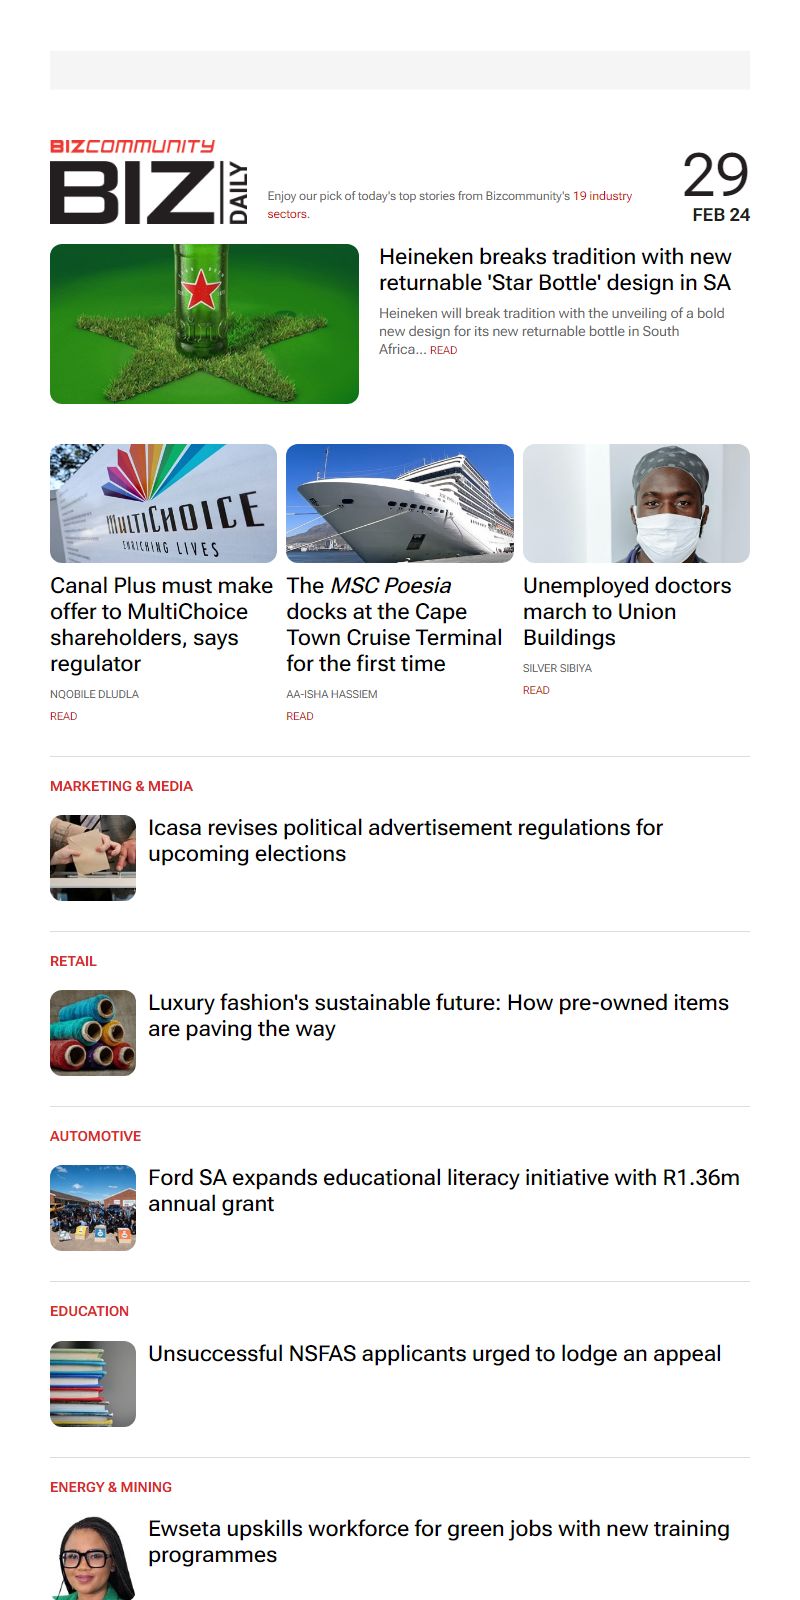 BIZCOMMUNITY
BIZ
DAILY
Enjoy our pick of today's top stories from Bizcommunity's 19 industry
sectors.
29
FEB 24
Heineken breaks tradition with new
returnable 'Star Bottle' design in SA
Heineken will break tradition with the unveiling of a bold
new design for its new returnable bottle in South
Africa... READ
MULTICHOICE
ENRICHING LIVES
Canal Plus must make
offer to MultiChoice
shareholders, says
regulator
NQOBILE DLUDLA
READ
The MSC Poesia
docks at the Cape
Town Cruise Terminal
for the first time
AA-ISHA HASSIEM
READ
Unemployed doctors
march to Union
Buildings
SILVER SIBIYA
READ
MARKETING & MEDIA
Icasa revises political advertisement regulations for
upcoming elections
RETAIL
Luxury fashion's sustainable future: How pre-owned items
are paving the way
AUTOMOTIVE
Ford SA expands educational literacy initiative with R1.36m
annual grant
EDUCATION
Unsuccessful NSFAS applicants urged to lodge an appeal
ENERGY & MINING
Ewseta upskills workforce for green jobs with new training
programmes